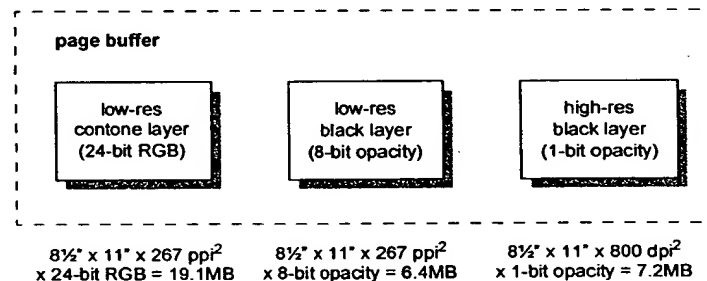 page buffer
low-res
contone layer
(24-bit RGB)
low-res
black layer
(8-bit opacity)
high-res
black layer
(1-bit opacity)
8½" x 11" x 267 ppi²
x 24-bit RGB = 19.1MB
8½" x 11" x 267 ppi²
x 8-bit opacity = 6.4MB
8½" x 11" x 800 dpi²
x 1-bit opacity = 7.2MB